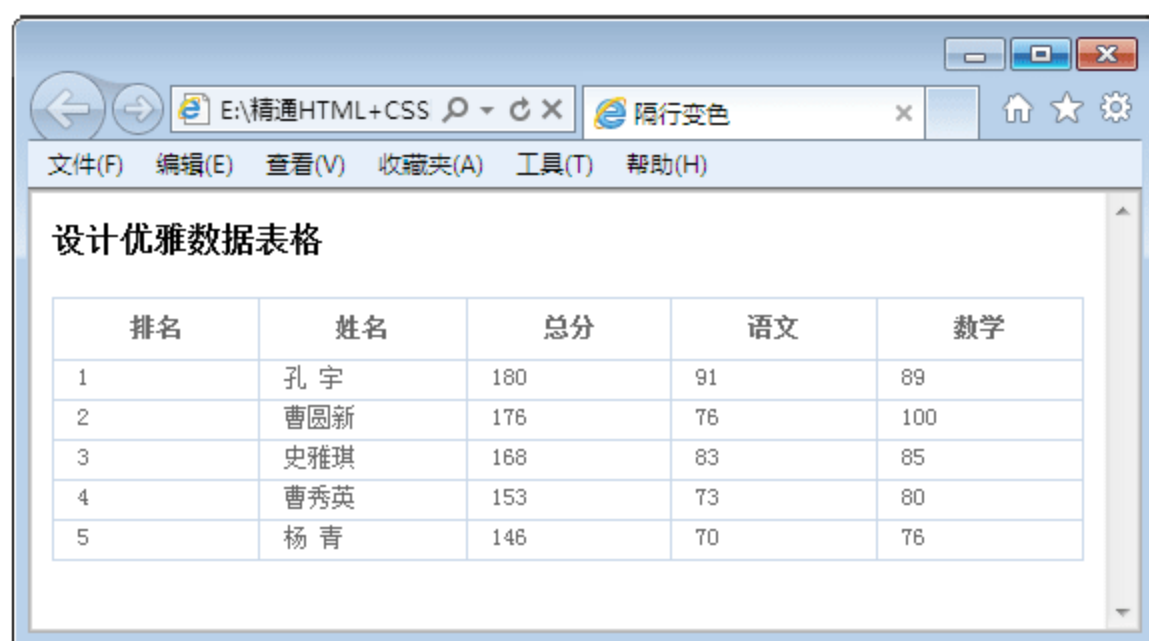 E:\精通HTML+CSS 隔行变色
文件(F) 编辑(E) 查看(V) 收藏夹(A) 工具(T) 帮助(H)
设计优雅数据表格
排名 姓名 总分 语文 数学
1 孔 宇 180 91 89
2 曹圆新 176 76 100
3 史雅琪 168 83 85
4 曹秀英 153 73 80
5 杨 青 146 70 76